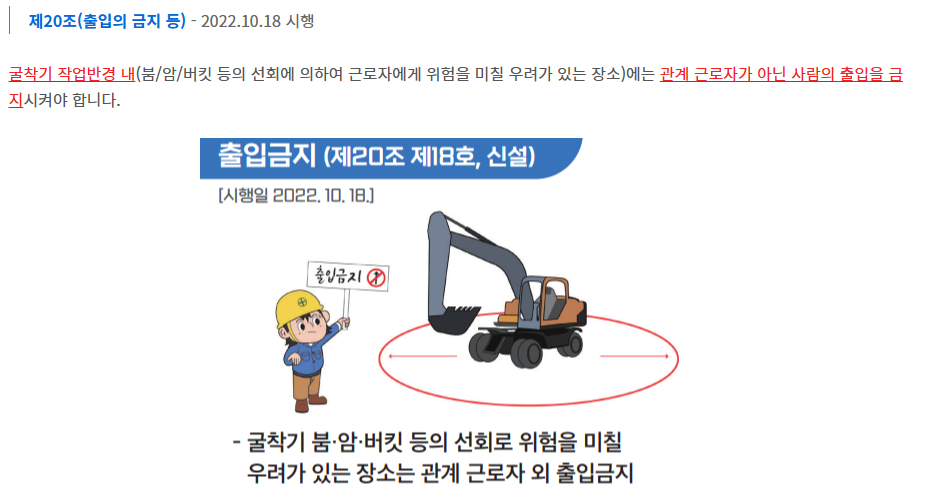 제20조(출입의 금지 등) - 2022.10.18 시행
굴착기 작업반경 내(붐/암/버킷 등의 선회에 의하여 근로자에게 위험을 미칠 우려가 있는 장소)에는 관계 근로자가 아닌 사람의 출입을 금
지시켜야 합니다.
출입금지 (제20조 제18호, 신설)
[시행일 2022. 10. 18.]
출입금지
- 굴착기 붐·암·버킷 등의 선회로 위험을 미칠
우려가 있는 장소는 관계 근로자 외 출입금지